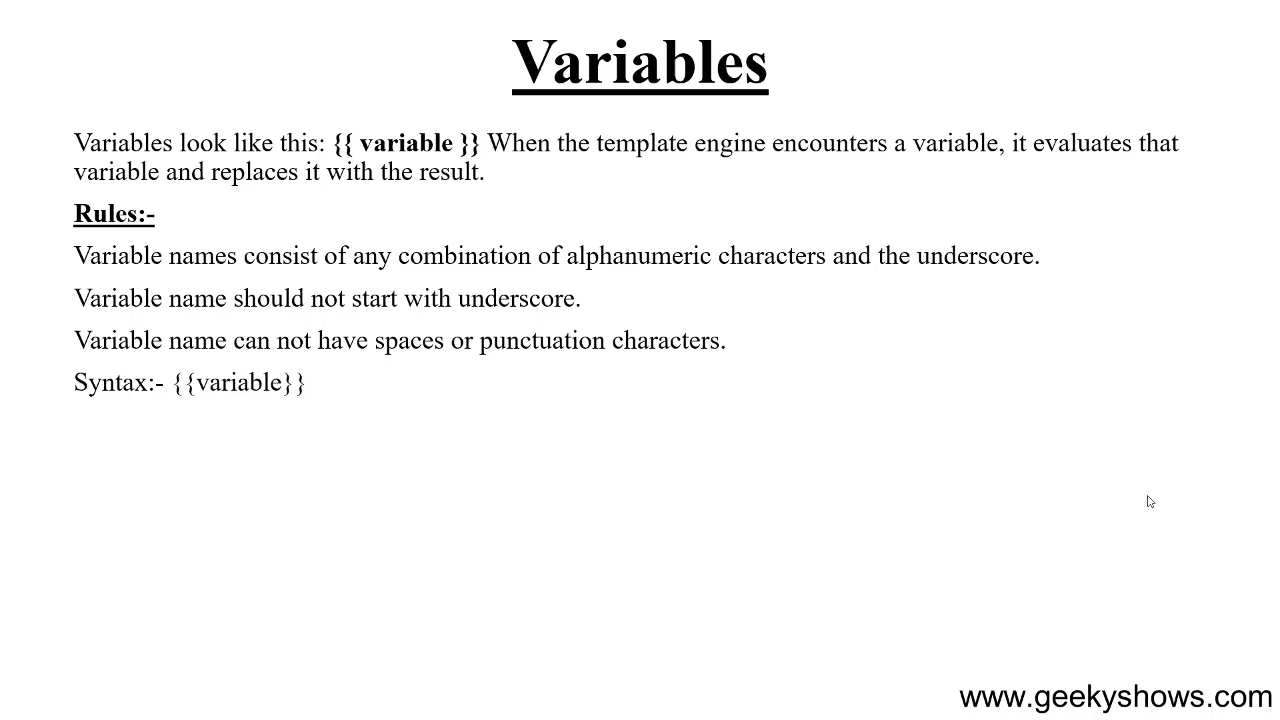 Variables
Variables look like this: {{ variable }} When the template engine encounters a variable, it evaluates that
variable and replaces it with the result.
Rules:-
Variable names consist of any combination of alphanumeric characters and the underscore.
Variable name should not start with underscore.
Variable name can not have spaces or punctuation characters.
Syntax:- {{variable}}
www.geekyshows.com